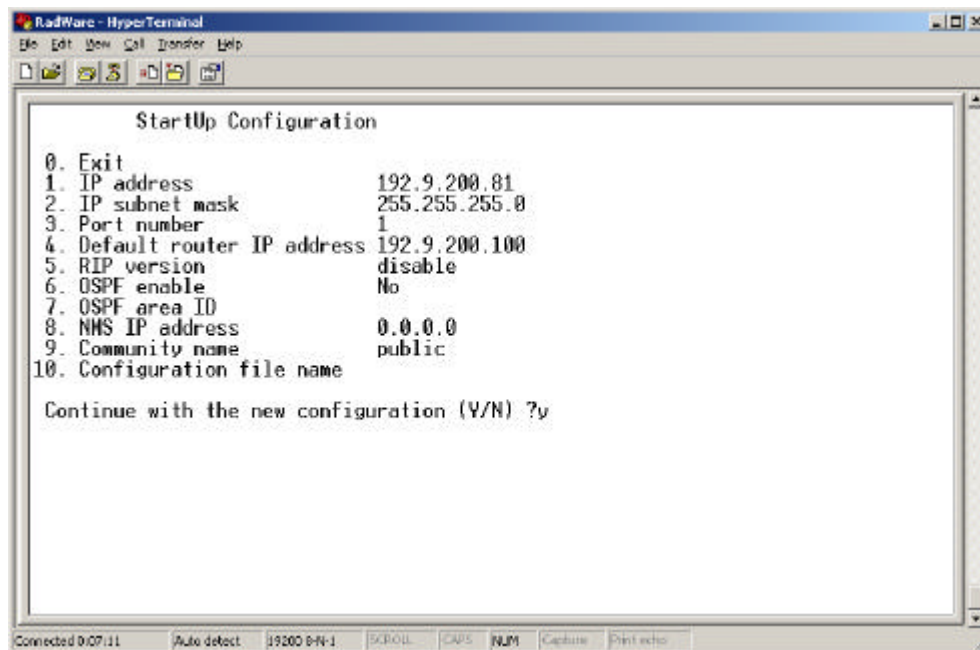 RadWare - HyperTerminal
File Edit View Call Transfer Help
StartUp Configuration
0. Exit
1. IP address 192.9.200.81
2. IP subnet mask 255.255.255.0
3. Port number 1
4. Default router IP address 192.9.200.100
5. RIP version disable
6. OSPF enable No
7. OSPF area ID
8. NMS IP address 0.0.0.0
9. Community name public
10. Configuration file name
Continue with the new configuration (Y/N) ?y
Connected 0:07:11 Auto detect 19200 8-N-1 SCROLL CAPS NUM Capture Print echo